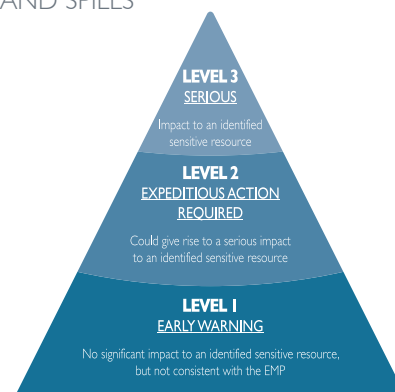 AND SPILLS
LEVEL 3
SERIOUS
Impact to an identified
sensitive resource
LEVEL 2
EXPEDITIOUS ACTION
REQUIRED
Could give rise to a serious impact
to an identified sensitive resource
LEVEL 1
EARLY WARNING
No significant impact to an identified sensitive resource,
but not consistent with the EMP